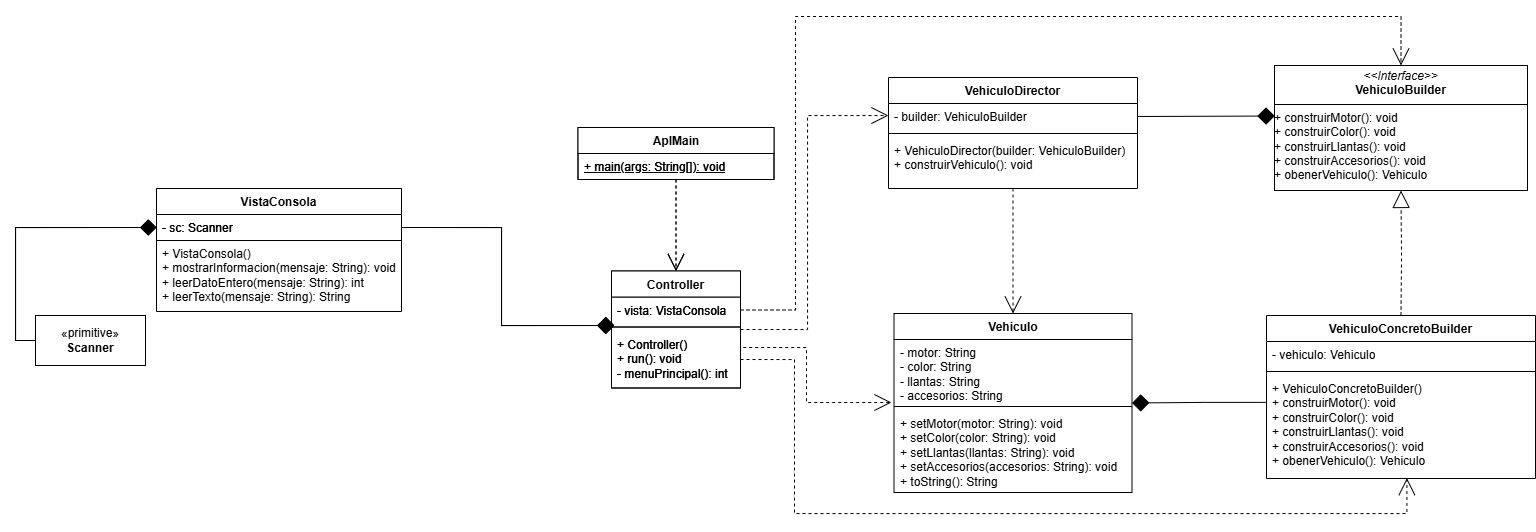 VistaConsola
- sc: Scanner
+ VistaConsola()
+ mostrarInformacion(mensaje: String): void
+ leerDatoEntero(mensaje: String): int
+ leerTexto(mensaje: String): String
«primitive»
Scanner
AplMain
+ main(args: String[]): void
Controller
- vista: VistaConsola
+ Controller()
+ run(): void
- menuPrincipal(): int
VehiculoDirector
- builder: VehiculoBuilder
+ VehiculoDirector(builder: VehiculoBuilder)
+ construirVehiculo(): void
Vehiculo
- motor: String
- color: String
- llantas: String
- accesorios: String
+ setMotor(motor: String): void
+ setColor(color: String): void
+ setLlantas(llantas: String): void
+ setAccesorios(accesorios: String): void
+ toString(): String
<<Interface>>
VehiculoBuilder
+ construirMotor(): void
+ construirColor(): void
+ construirLlantas(): void
+ construirAccesorios(): void
+ obenerVehiculo(): Vehiculo
VehiculoConcretoBuilder
- vehiculo: Vehiculo
+ VehiculoConcretoBuilder()
+ construirMotor(): void
+ construirColor(): void
+ construirLlantas(): void
+ construirAccesorios(): void
+ obenerVehiculo(): Vehiculo